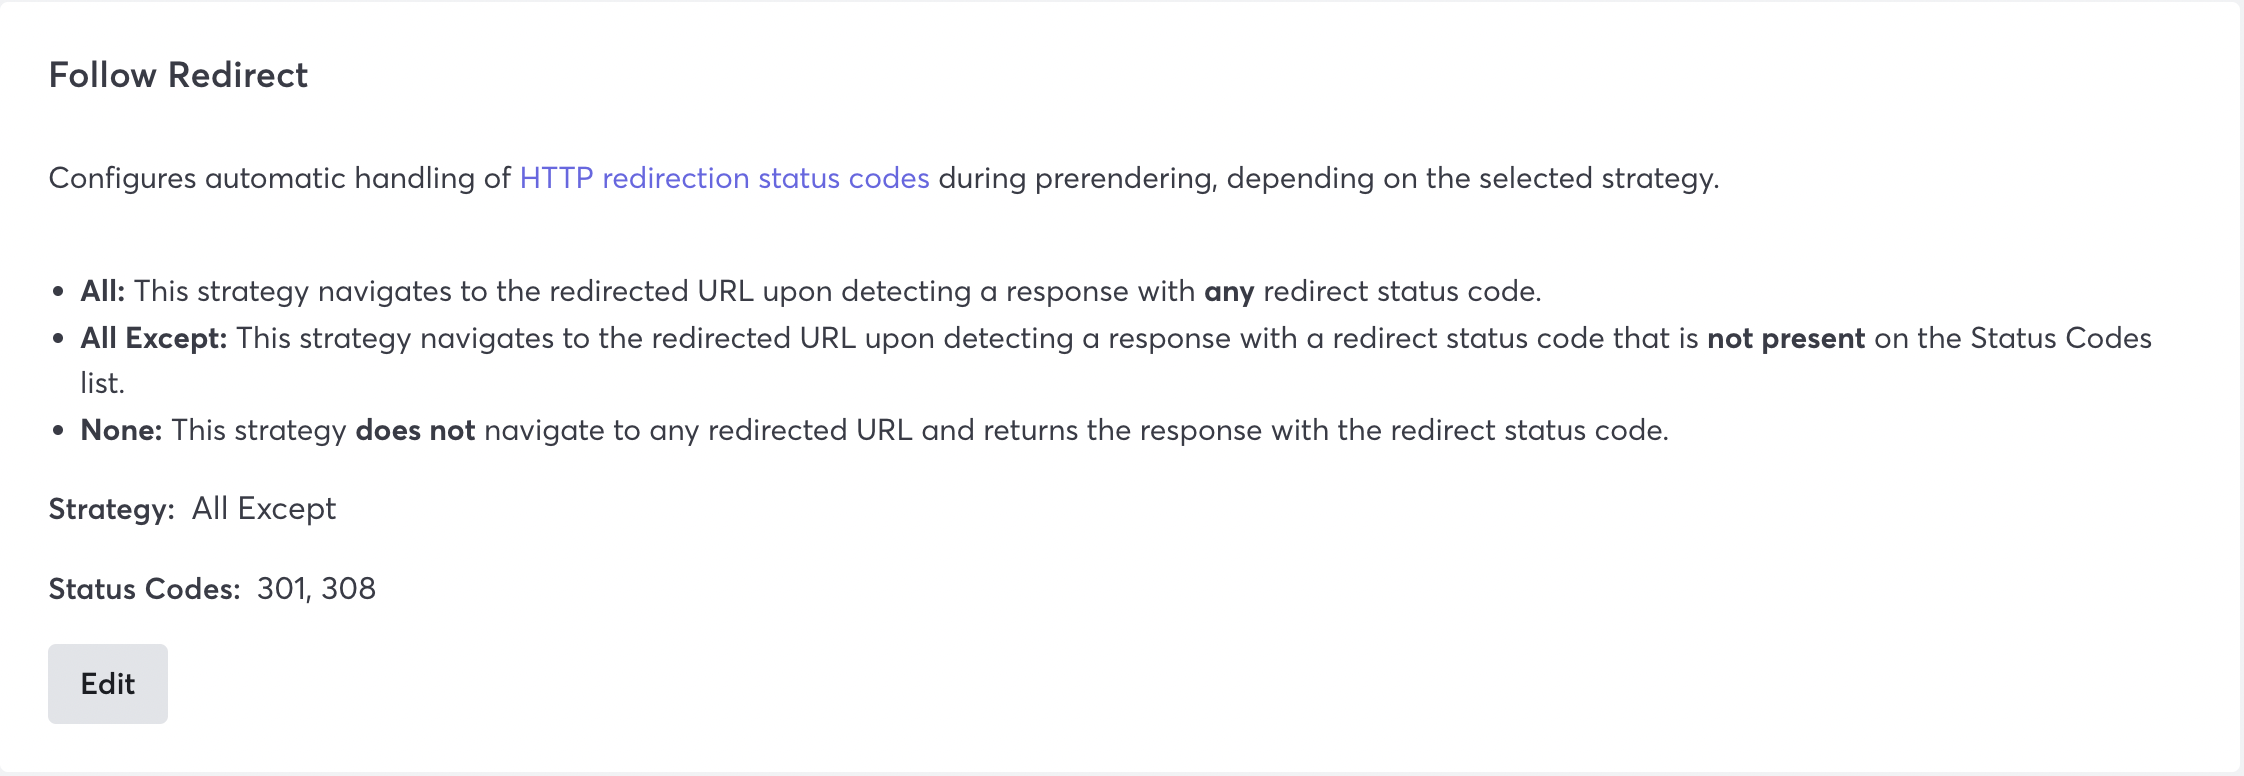 Follow Redirect
Configures automatic handling of HTTP redirection status codes during prerendering, depending on the selected strategy.
• All: This strategy navigates to the redirected URL upon detecting a response with any redirect status code.
• All Except: This strategy navigates to the redirected URL upon detecting a response with a redirect status code that is not present on the Status Codes
list.
• None: This strategy does not navigate to any redirected URL and returns the response with the redirect status code.
Strategy: All Except
Status Codes: 301, 308
Edit